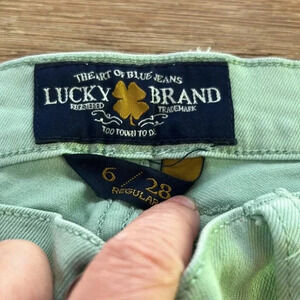 THE ART OF BLUE JEANS
LUCKY BRAND
REGISTERED TRADEMARK
TOO TOUGH TO DIE
6 28
REGULAR